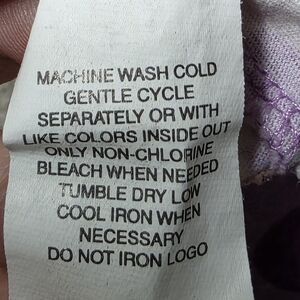 MACHINE WASH COLD
GENTLE CYCLE
SEPARATELY OR WITH
LIKE COLORS INSIDE OUT
ONLY NON-CHLORINE
BLEACH WHEN NEEDED
TUMBLE DRY LOW
COOL IRON WHEN
NECESSARY
DO NOT IRON LOGO